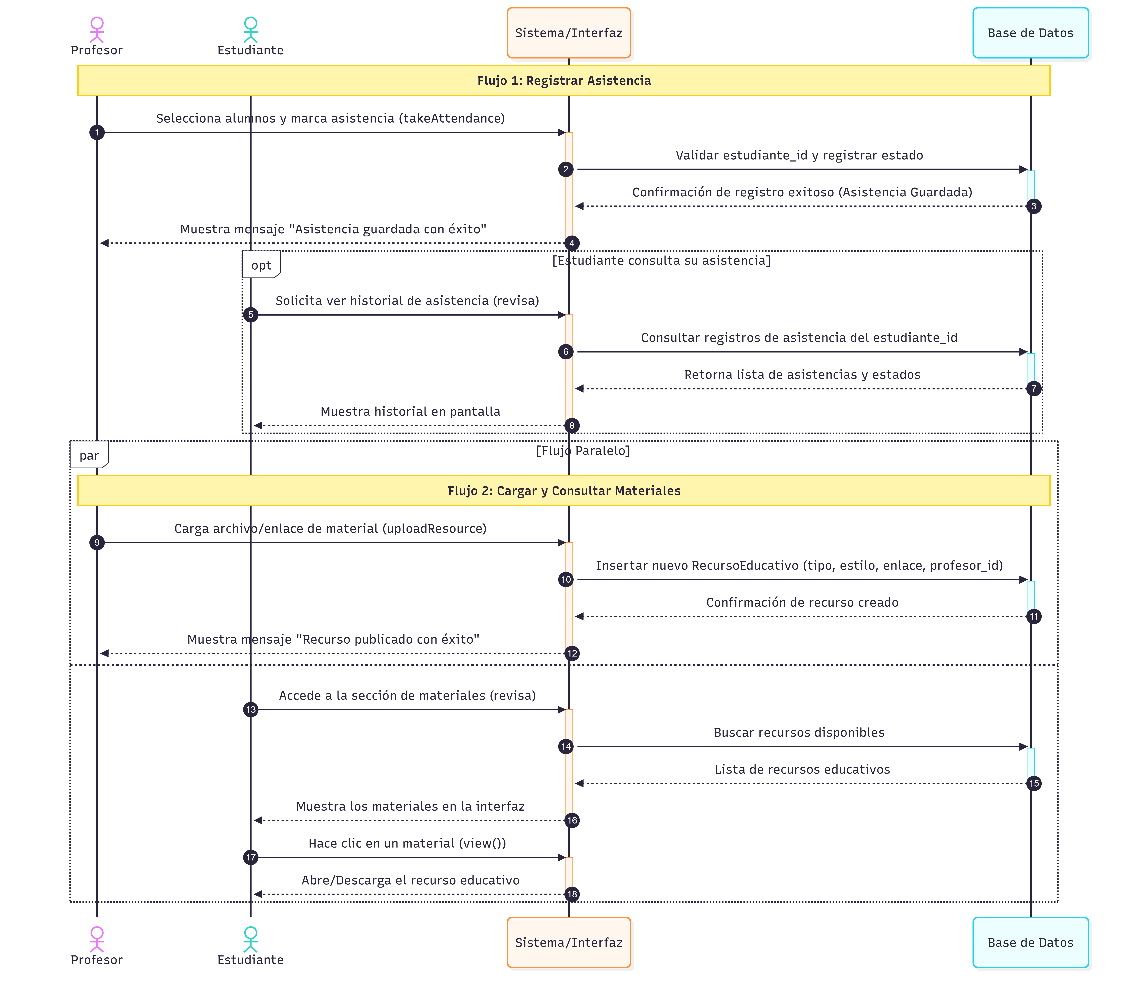 Profesor
Estudiante
Sistema/Interfaz
Base de Datos
Flujo 1: Registrar Asistencia
Selecciona alumnos y marca asistencia (takeAttendance)
1
Validar estudiante_id y registrar estado
2
Confirmación de registro exitoso (Asistencia Guardada)
3
Muestra mensaje "Asistencia guardada con éxito"
4
opt
[Estudiante consulta su asistencia]
Solicita ver historial de asistencia (revisa)
5
Consultar registros de asistencia del estudiante_id
6
Retorna lista de asistencias y estados
7
Muestra historial en pantalla
8
par
[Flujo Paralelo]
Flujo 2: Cargar y Consultar Materiales
Carga archivo/enlace de material (uploadResource)
9
Insertar nuevo RecursoEducativo (tipo, estilo, enlace, profesor_id)
10
Confirmación de recurso creado
11
Muestra mensaje "Recurso publicado con éxito"
12
Accede a la sección de materiales (revisa)
13
Buscar recursos disponibles
14
Lista de recursos educativos
15
Muestra los materiales en la interfaz
16
Hace clic en un material (view())
17
Abre/Descarga el recurso educativo
18
Profesor
Estudiante
Sistema/Interfaz
Base de Datos